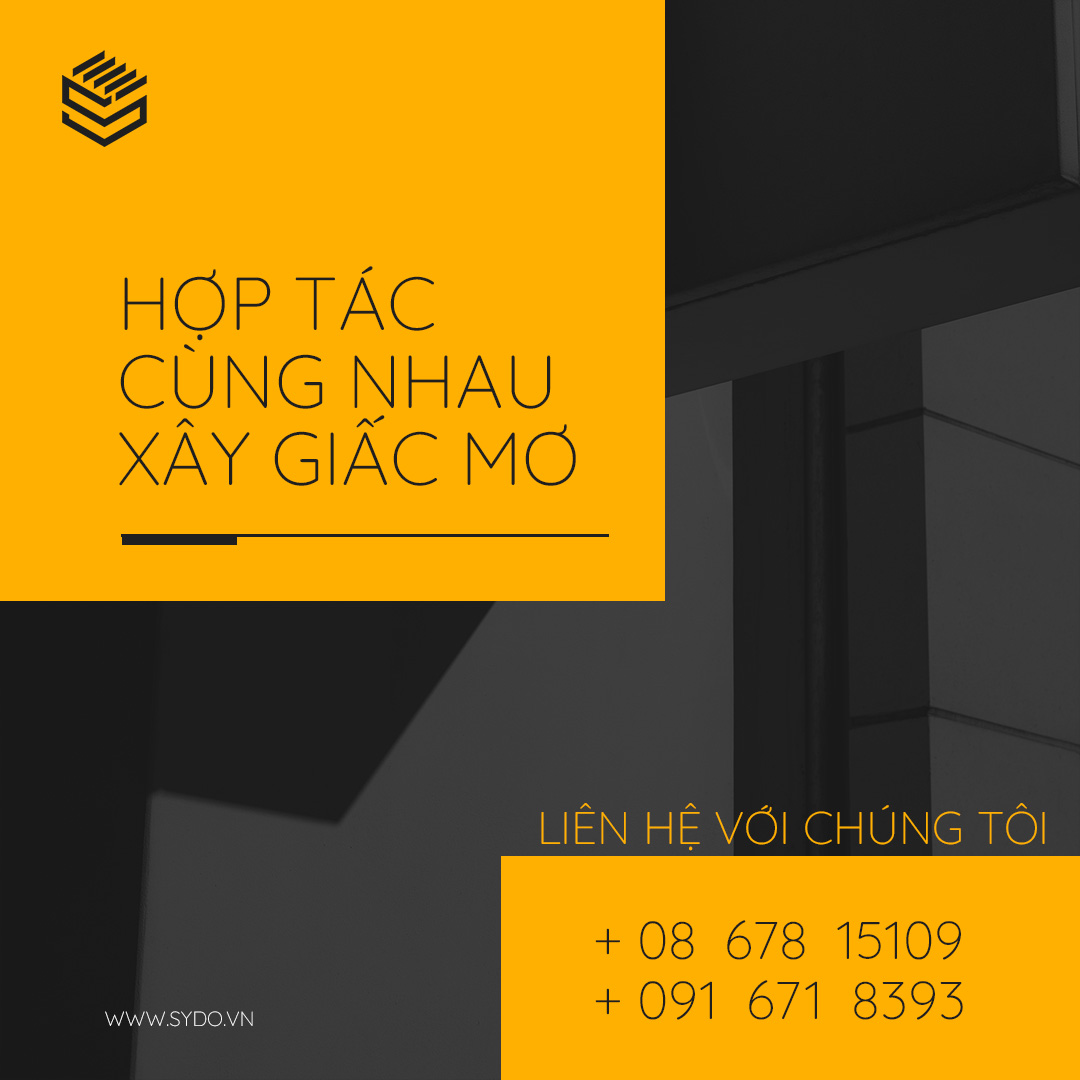 HỢP TÁC
CÙNG NHAU
XÂY GIẤC MƠ
LIÊN HỆ VỚI CHÚNG TÔI
+ 08 678 15109
+ 091 671 8393
WWW.SYDO.VN